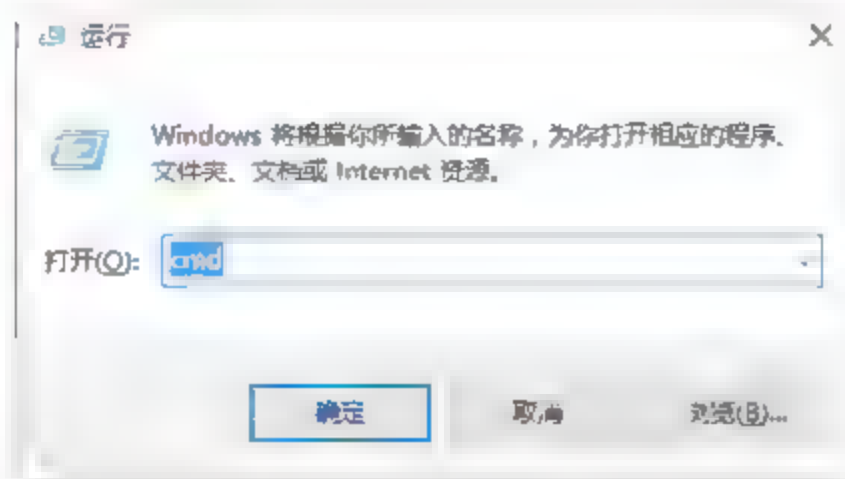 运行
Windows 将根据你所输入的名称，为你打开相应的程序、
文件夹、文档或 Internet 资源。
打开(O): cmd
确定 取消 浏览(B)...